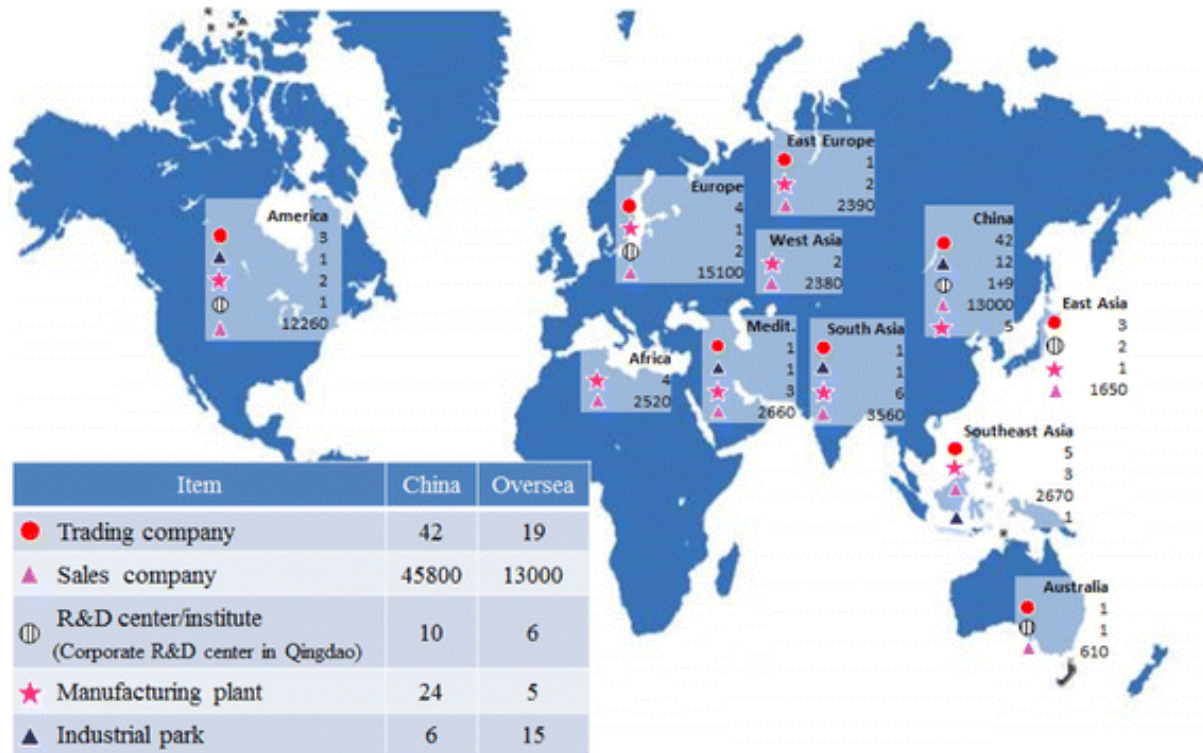 East Europe
1
2
2390
Europe
4
1
2
15100
America
3
1
2
1
12260
West Asia
2
2380
China
42
12
1+9
13000
5
East Asia
3
2
1
1650
Medit.
1
1
3
2660
South Asia
1
1
6
3560
Africa
4
2520
Southeast Asia
5
3
2670
1
Australia
1
1
610
Item China Oversea
Trading company 42 19
Sales company 45800 13000
R&D center/institute 10 6
(Corporate R&D center in Qingdao)
Manufacturing plant 24 5
Industrial park 6 15